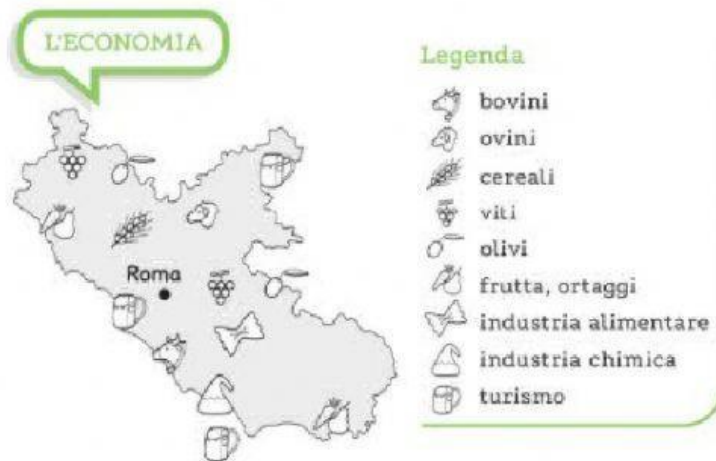 L'ECONOMIA
Legenda
bovini
ovini
cereali
viti
olivi
frutta, ortaggi
industria alimentare
industria chimica
turismo
Roma